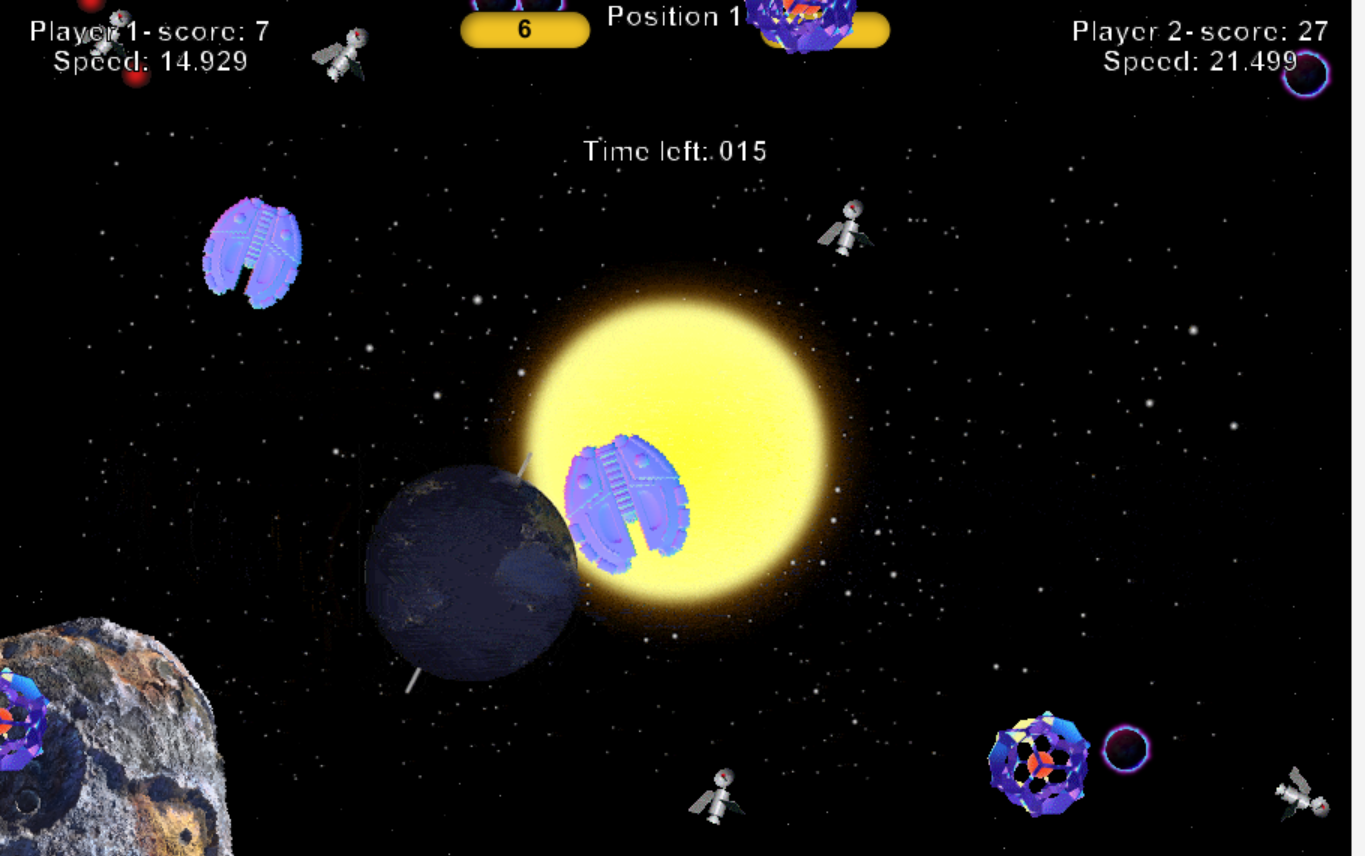 Player 1- score: 7
Speed: 14.929
6
Position 1
Player 2- score: 27
Speed: 21.499
Time left: 015